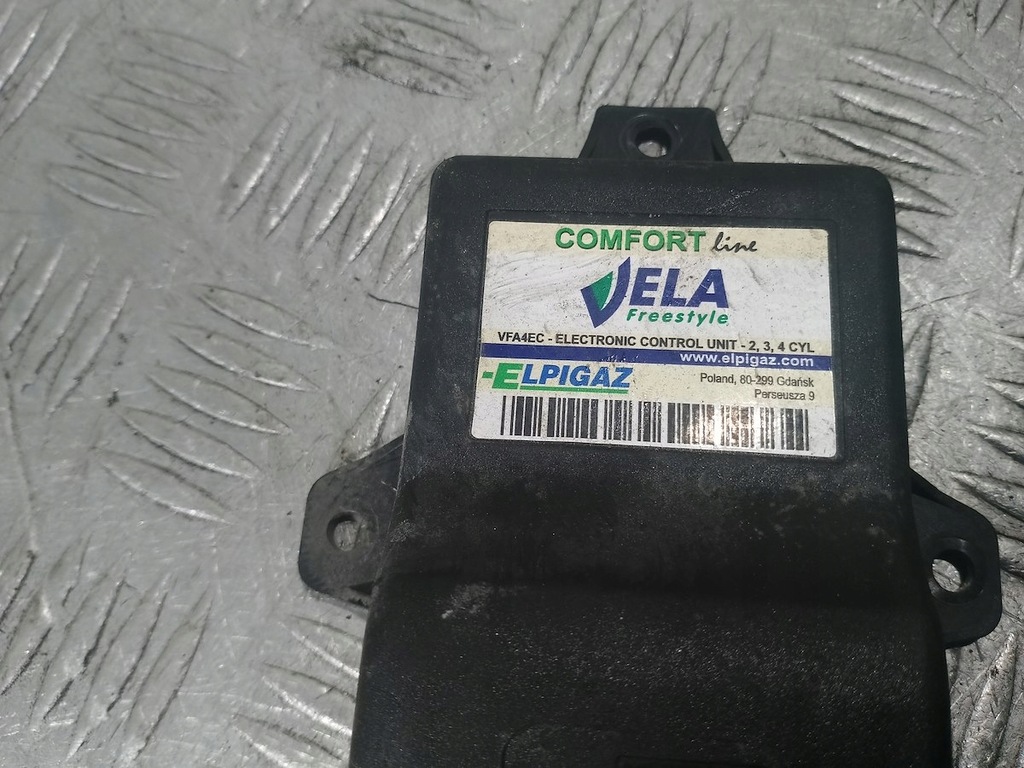 COMFORT line
VELA
Freestyle
VFA4EC - ELECTRONIC CONTROL UNIT - 2, 3, 4 CYL
www.elpigaz.com
ELPIGAZ
Poland, 80-299 Gdańsk
Perseusza 9